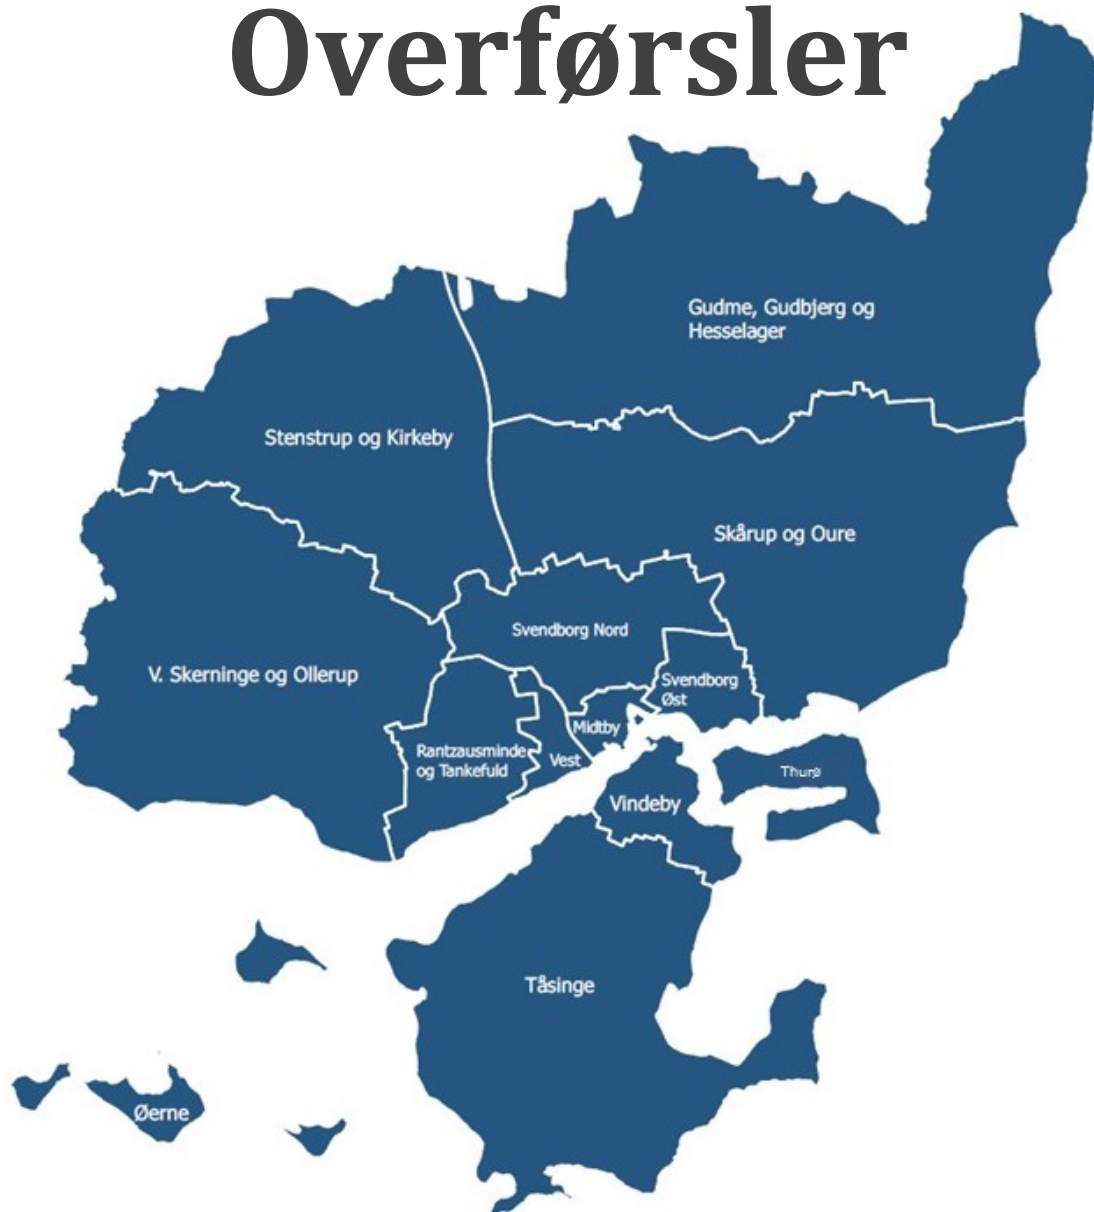 Overførsler
Gudme, Gudbjerg og
Hesselager
Stenstrup og Kirkeby
Skårup og Oure
Svendborg Nord
V. Skerninge og Ollerup
Svendborg
Øst
Midtby
Rantzausminde
og Tankefuld
Vest
Thurø
Vindeby
Tåsinge
Øerne